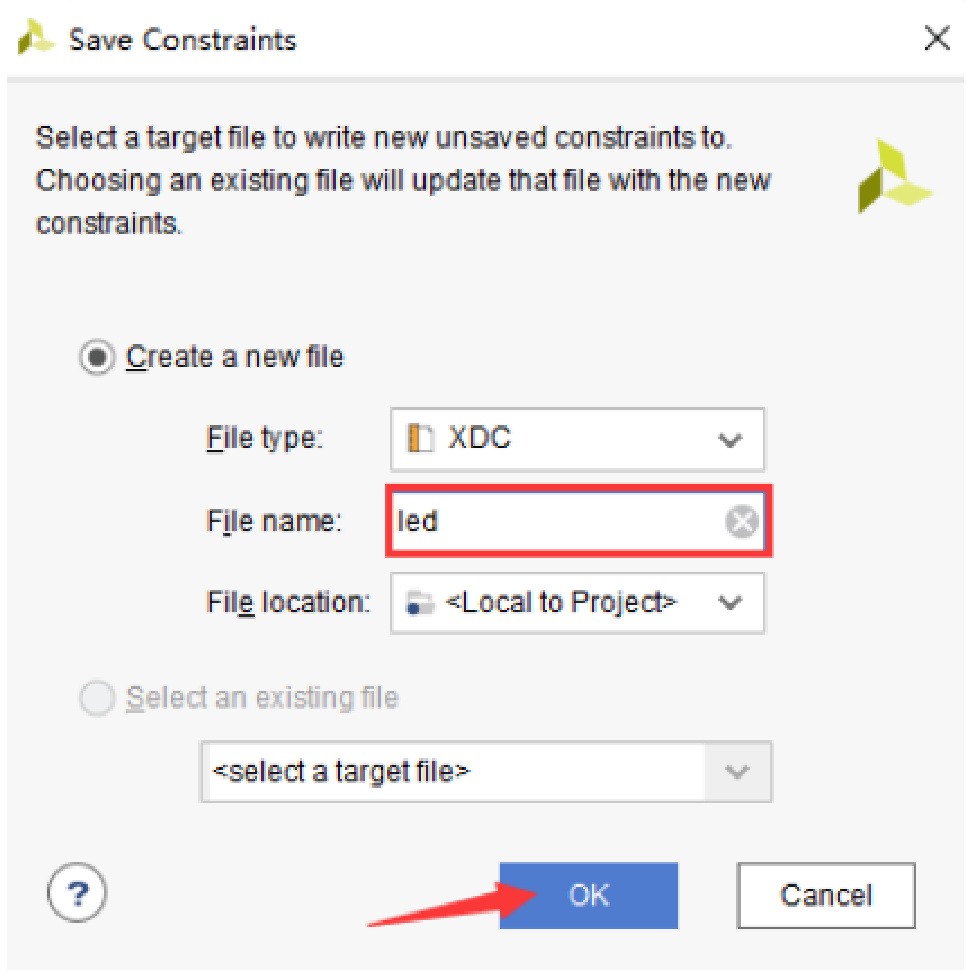 Save Constraints
Select a target file to write new unsaved constraints to.
Choosing an existing file will update that file with the new
constraints.
Create a new file
File type: XDC
File name: led
File location: <Local to Project>
Select an existing file
<select a target file>
? OK Cancel